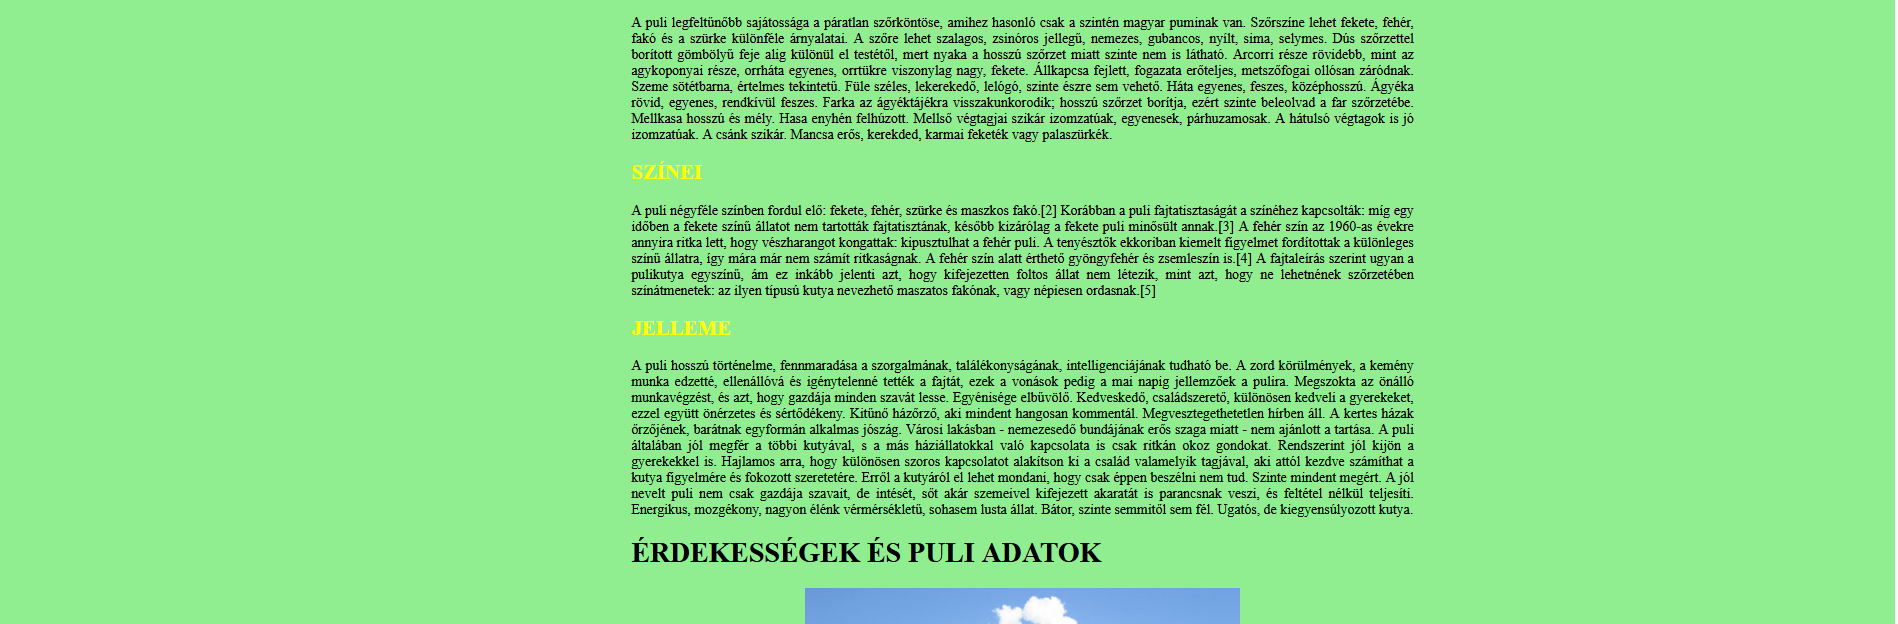 A puli legfeltűnőbb sajátossága a páratlan szőrköntöse, amihez hasonló csak a szintén magyar puminak van. Szőrszíne lehet fekete, fehér,
fakó és a szürke különféle árnyalatai. A szőre lehet szalagos, zsinóros jellegű, nemezes, gubancos, nyílt, sima, selymes. Dús szőrzettel
borított gömbölyű feje alig különül el testétől, mert nyaka a hosszú szőrzet miatt szinte nem is látható. Arcorri része rövidebb, mint az
agykoponyai része, orrháta egyenes, orrtükre viszonylag nagy, fekete. Állkapcsa fejlett, fogazata erőteljes, metszőfogai ollósan záródnak.
Szeme sötétbarna, értelmes tekintetű. Füle széles, lekerekedő, lelógó, szinte észre sem vehető. Háta egyenes, feszes, középhosszú. Ágyéka
rövid, egyenes, rendkívül feszes. Farka az ágyéktájékra visszakunkorodik; hosszú szőrzet borítja, ezért szinte beleolvad a far szőrzetébe.
Mellkasa hosszú és mély. Hasa enyhén felhúzott. Mellső végtagjai szikár izomzatúak, egyenesek, párhuzamosak. A hátulsó végtagok is jó
izomzatúak. A csánk szikár. Mancsa erős, kerekded, karmai feketék vagy palaszürkék.
SZÍNEI
A puli négyféle színben fordul elő: fekete, fehér, szürke és maszkos fakó.[2] Korábban a puli fajtatisztaságát a színéhez kapcsolták: míg egy
időben a fekete színű állatot nem tartották fajtatisztának, később kizárólag a fekete puli minősült annak.[3] A fehér szín az 1960-as évekre
annyira ritka lett, hogy vészharangot kongattak: kipusztulhat a fehér puli. A tenyésztők ekkoriban kiemelt figyelmet fordítottak a különleges
színű állatra, így mára már nem számít ritkaságnak. A fehér szín alatt érthető gyöngyfehér és zsemleszín is.[4] A fajtaleírás szerint ugyan a
pulikutya egyszínű, ám ez inkább jelenti azt, hogy kifejezetten foltos állat nem létezik, mint azt, hogy ne lehetnének szőrzetében
színátmenetek: az ilyen típusú kutya nevezhető maszatos fakónak, vagy népiesen ordasnak.[5]
JELLEME
A puli hosszú történelme, fennmaradása a szorgalmának, találékonyságának, intelligenciájának tudható be. A zord körülmények, a kemény
munka edzetté, ellenállóvá és igénytelenné tették a fajtát, ezek a vonások pedig a mai napig jellemzőek a pulira. Megszokta az önálló
munkavégzést, és azt, hogy gazdája minden szavát lesse. Egyénisége elbűvölő. Kedveskedő, családszerető, különösen kedveli a gyerekeket,
ezzel együtt önérzetes és sértődékeny. Kitűnő házőrző, aki mindent hangosan kommentál. Megvesztegethetetlen hírben áll. A kertes házak
őrzőjének, barátnak egyformán alkalmas jószág. Városi lakásban - nemezesedő bundájának erős szaga miatt - nem ajánlott a tartása. A puli
általában jól megfér a többi kutyával, s a más háziállatokkal való kapcsolata is csak ritkán okoz gondokat. Rendszerint jól kijön a
gyerekekkel is. Hajlamos arra, hogy különösen szoros kapcsolatot alakítson ki a család valamelyik tagjával, aki attól kezdve számíthat a
kutya figyelmére és fokozott szeretetére. Erről a kutyáról el lehet mondani, hogy csak éppen beszélni nem tud. Szinte mindent megért. A jól
nevelt puli nem csak gazdája szavait, de intését, sőt akár szemeivel kifejezett akaratát is parancsnak veszi, és feltétel nélkül teljesíti.
Energikus, mozgékony, nagyon élénk vérmérsékletű, sohasem lusta állat. Bátor, szinte semmitől sem fél. Ugatós, de kiegyensúlyozott kutya.
ÉRDEKESSÉGEK ÉS PULI ADATOK